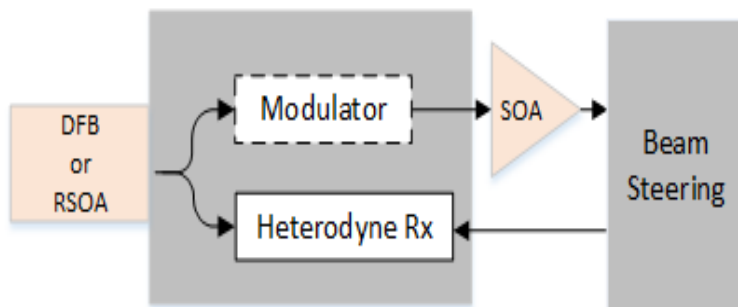 DFB
or
RSOA
Modulator
Heterodyne Rx
SOA
Beam
Steering